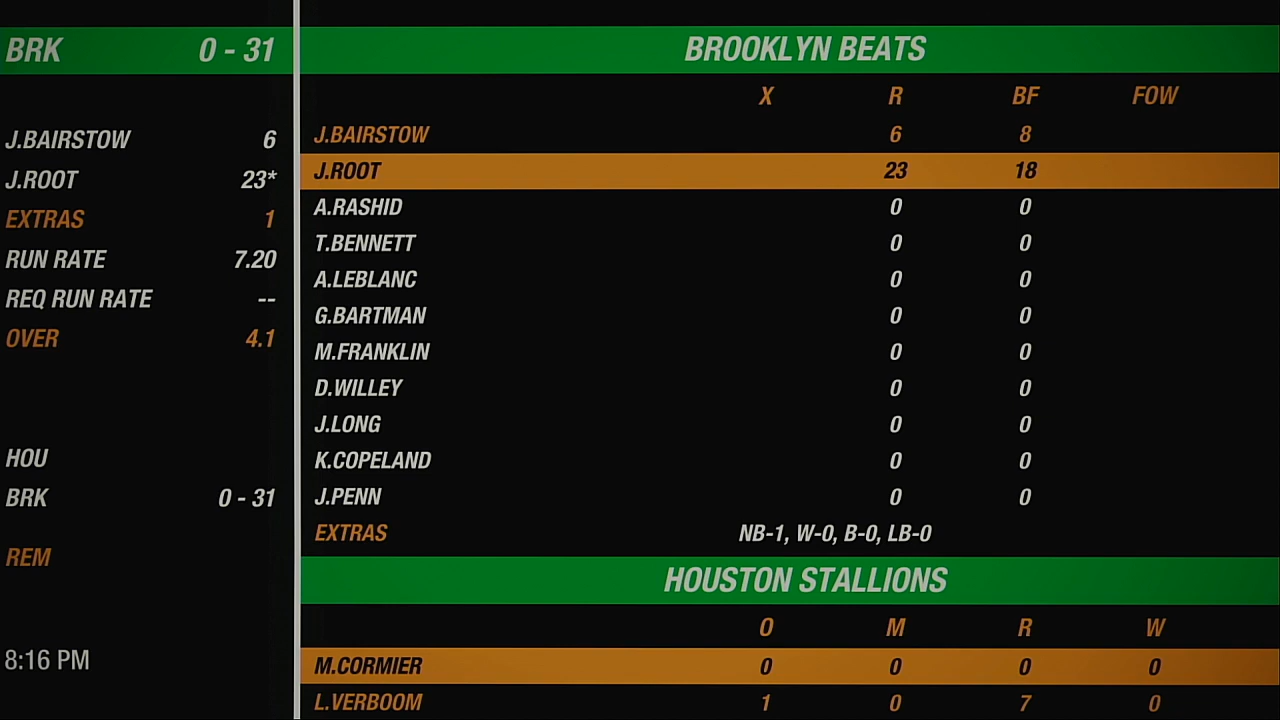 BRK 0 - 31
J.BAIRSTOW 6
J.ROOT 23*
EXTRAS 1
RUN RATE 7.20
REQ RUN RATE --
OVER 4.1
HOU
BRK 0 - 31
REM
8:16 PM
BROOKLYN BEATS
X R BF FOW
J.BAIRSTOW 6 8
J.ROOT 23 18
A.RASHID 0 0
T.BENNETT 0 0
A.LEBLANC 0 0
G.BARTMAN 0 0
M.FRANKLIN 0 0
D.WILLEY 0 0
J.LONG 0 0
K.COPELAND 0 0
J.PENN 0 0
EXTRAS NB-1, W-0, B-0, LB-0
HOUSTON STALLIONS
O M R W
M.CORMIER 0 0 0 0
L.VERBOOM 1 0 7 0